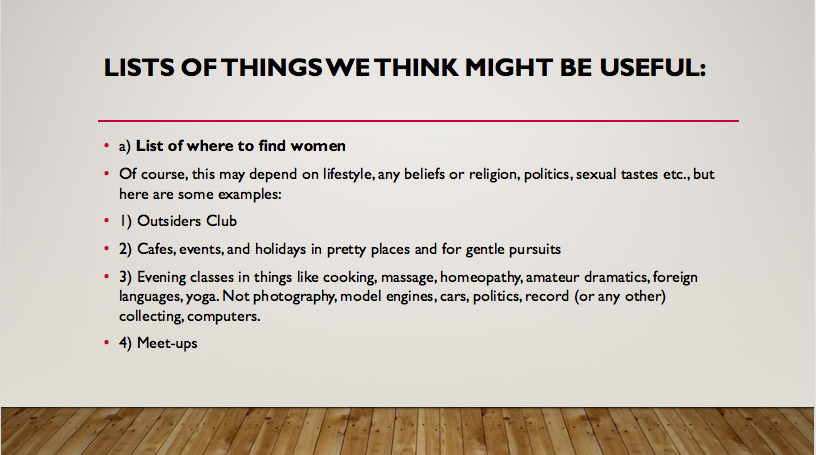 LISTS OF THINGS WE THINK MIGHT BE USEFUL:
• a) List of where to find women
• Of course, this may depend on lifestyle, any beliefs or religion, politics, sexual tastes etc., but
here are some examples:
• 1) Outsiders Club
• 2) Cafes, events, and holidays in pretty places and for gentle pursuits
• 3) Evening classes in things like cooking, massage, homeopathy, amateur dramatics, foreign
languages, yoga. Not photography, model engines, cars, politics, record (or any other)
collecting, computers.
• 4) Meet-ups